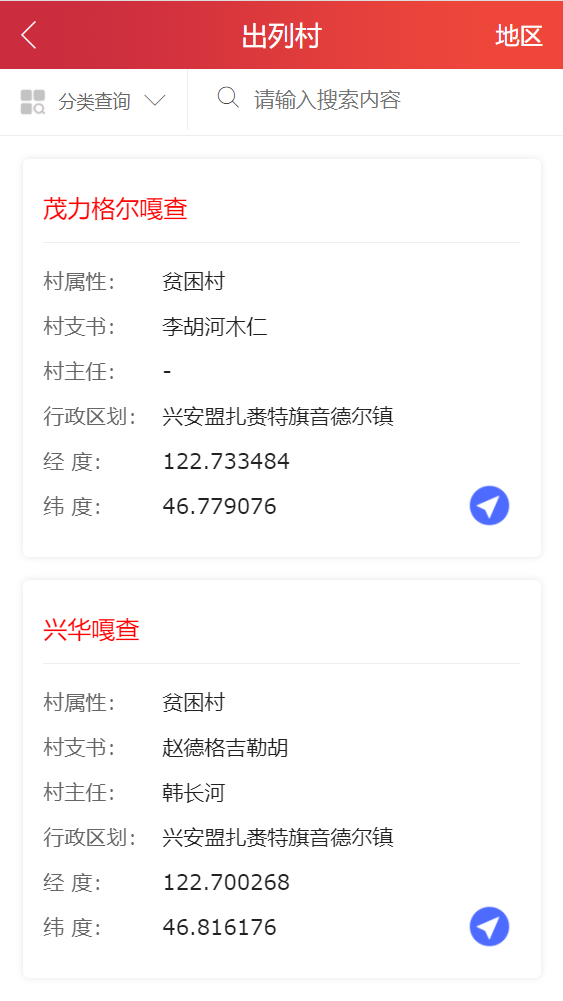 出列村
地区
分类查询
请输入搜索内容
茂力格尔嘎查
村属性：
贫困村
村支书：
李胡河木仁
村主任：
-
行政区划：
兴安盟扎赉特旗音德尔镇
经 度：
122.733484
纬 度：
46.779076
兴华嘎查
村属性：
贫困村
村支书：
赵德格吉勒胡
村主任：
韩长河
行政区划：
兴安盟扎赉特旗音德尔镇
经 度：
122.700268
纬 度：
46.816176